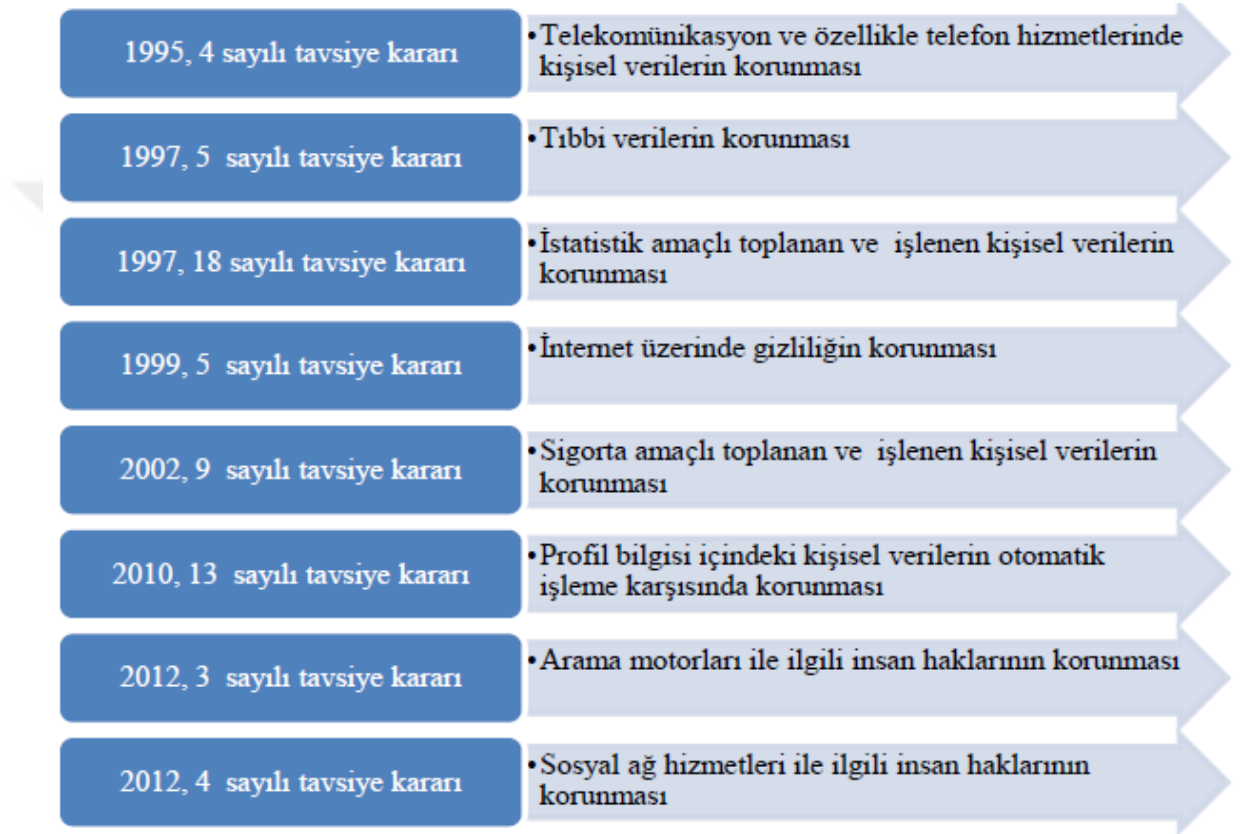 1995, 4 sayılı tavsiye kararı
•Telekomünikasyon ve özellikle telefon hizmetlerinde
kişisel verilerin korunması
1997, 5 sayılı tavsiye kararı
•Tıbbi verilerin korunması
1997, 18 sayılı tavsiye kararı
•İstatistik amaçlı toplanan ve işlenen kişisel verilerin
korunması
1999, 5 sayılı tavsiye kararı
•İnternet üzerinde gizliliğin korunması
2002, 9 sayılı tavsiye kararı
•Sigorta amaçlı toplanan ve işlenen kişisel verilerin
korunması
2010, 13 sayılı tavsiye kararı
•Profil bilgisi içindeki kişisel verilerin otomatik
işleme karşısında korunması
2012, 3 sayılı tavsiye kararı
•Arama motorları ile ilgili insan haklarının korunması
2012, 4 sayılı tavsiye kararı
•Sosyal ağ hizmetleri ile ilgili insan haklarının
korunması